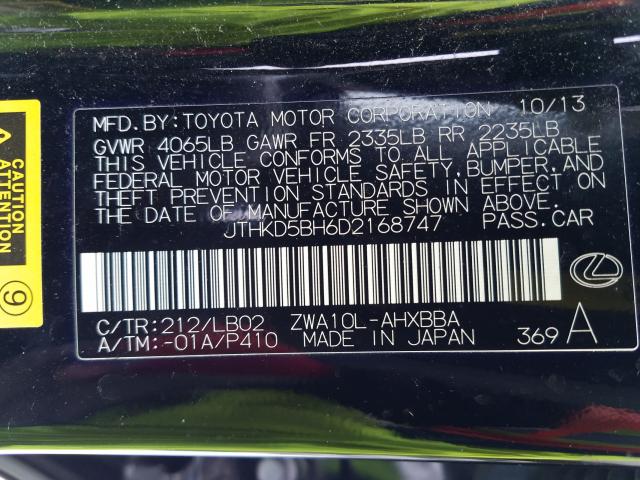 MFD.BY:TOYOTA MOTOR CORPORATION 10/13
GVWR 4065LB GAWR FR 2335LB RR 2235LB
THIS VEHICLE CONFORMS TO ALL APPLICABLE
FEDERAL MOTOR VEHICLE SAFETY,BUMPER,AND
THEFT PREVENTION STANDARDS IN EFFECT ON
THE DATE OF MANUFACTURE SHOWN ABOVE.
JTHKD5BH6D2168747 PASS.CAR
C/TR:212/LB02 ZWA10L-AHXBBA
A/TM:-01A/P410 MADE IN JAPAN 369 A
CAUTION
ATTENTION
9